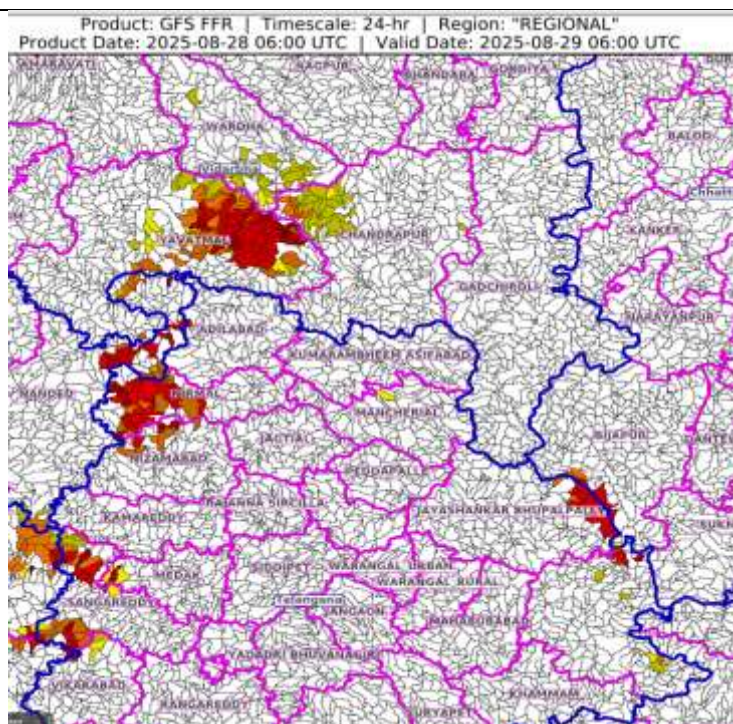 Product: GFS FFR | Timescale: 24-hr | Region: "REGIONAL"
Product Date: 2025-08-28 06:00 UTC | Valid Date: 2025-08-29 06:00 UTC
AMARAVATI
NAGPUR
BHANDARA
GONDIYA
WARDHA
BALOD
Vidarbha
YAVATMAL
CHANDRAPUR
KANKER
GADCHIROLI
NARAYANPUR
ADILABAD
KUMARAMBHEEM ASIFABAD
NANDED
NIRMAL
MANCHERIAL
JAGTIAL
BIJAPUR
NIZAMABAD
PEDDAPALLI
RAJANNA SIRCILLA
KAMAREDDY
JAYASHANKAR BHUPALPALLY
MEDAK
SIDDIPET
WARANGAL URBAN
WARANGAL RURAL
SANGAREDDY
Telangana
JANGAON
MAHABUBABAD
YADADRI BHUVANAGIRI
VIKARABAD
RANGAREDDY
KHAMMAM